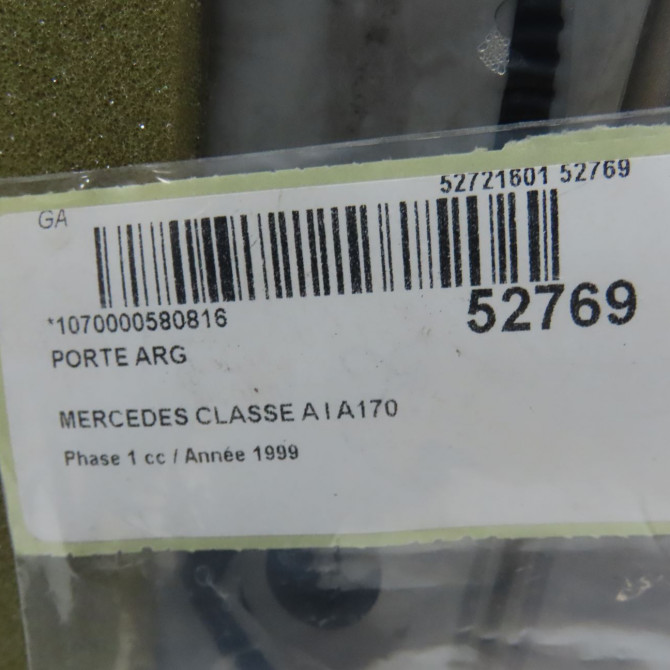 52721601 52769
GA
*1070000580816
52769
PORTE ARG
MERCEDES CLASSE A I A170
Phase 1 cc / Année 1999